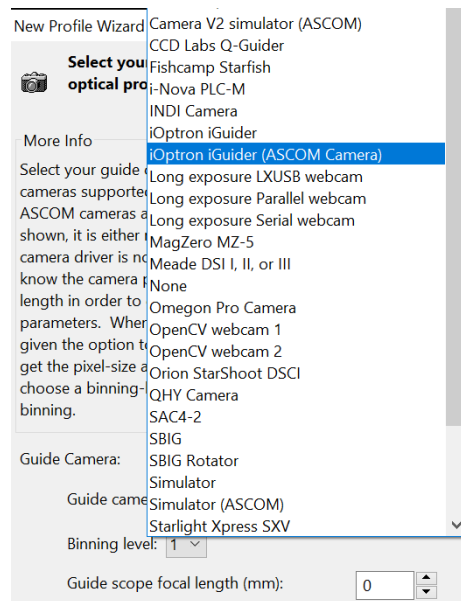 New Profile Wizard
Select your
optical pro
More Info
Select your guide
cameras supported
ASCOM cameras a
shown, it is either
camera driver is no
know the camera p
length in order to
parameters. When
given the option to
get the pixel-size a
choose a binning-
binning.
Guide Camera:
Guide came
Camera V2 simulator (ASCOM)
CCD Labs Q-Guider
Fishcamp Starfish
i-Nova PLC-M
INDI Camera
iOptron iGuider
iOptron iGuider (ASCOM Camera)
Long exposure LXUSB webcam
Long exposure Parallel webcam
Long exposure Serial webcam
MagZero MZ-5
Meade DSI I, II, or III
None
Omegon Pro Camera
OpenCV webcam 1
OpenCV webcam 2
Orion StarShoot DSCI
QHY Camera
SAC4-2
SBIG
SBIG Rotator
Simulator
Simulator (ASCOM)
Starlight Xpress SXV
Binning level: 1
Guide scope focal length (mm): 0